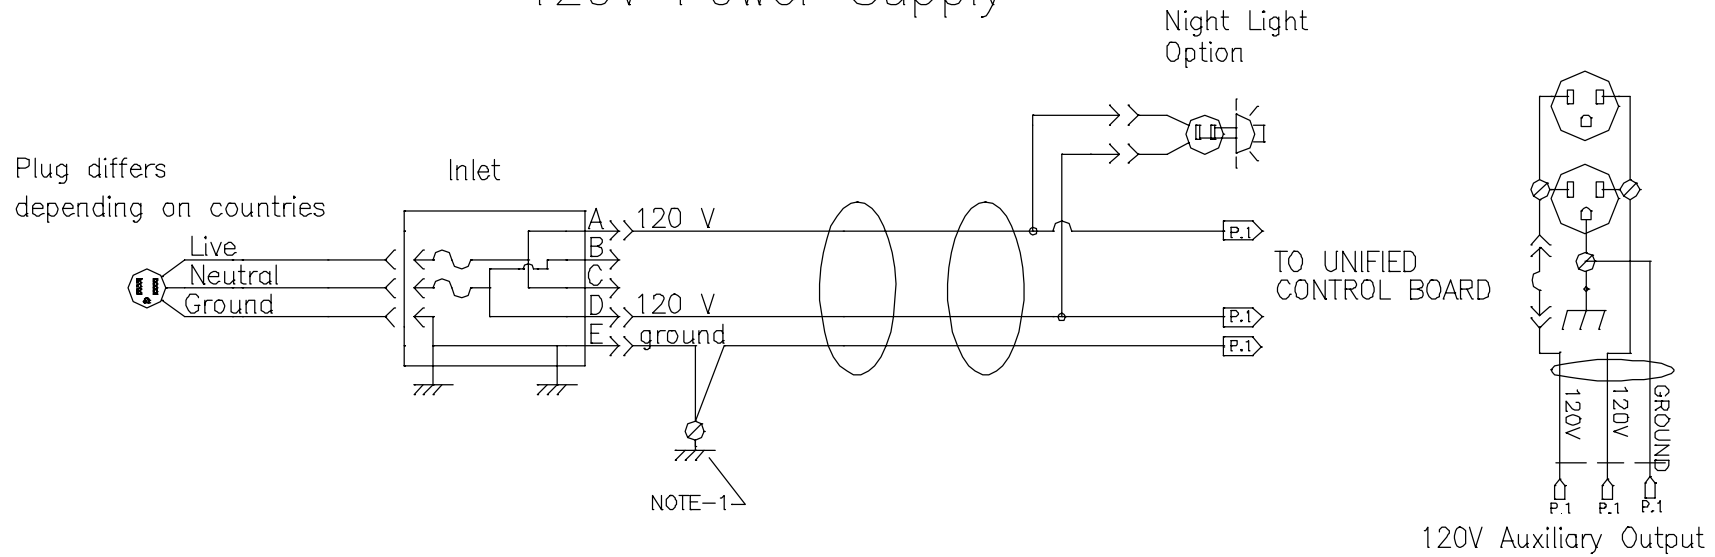 120V Power Supply
Night Light
Option
Plug differs
depending on countries
Inlet
Live
Neutral
Ground
A
B
C
D
E
120 V
120 V
ground
P.1
P.1
P.1
TO UNIFIED
CONTROL BOARD
NOTE-1
120V
120V
GROUND
P.1
P.1
P.1
120V Auxiliary Output